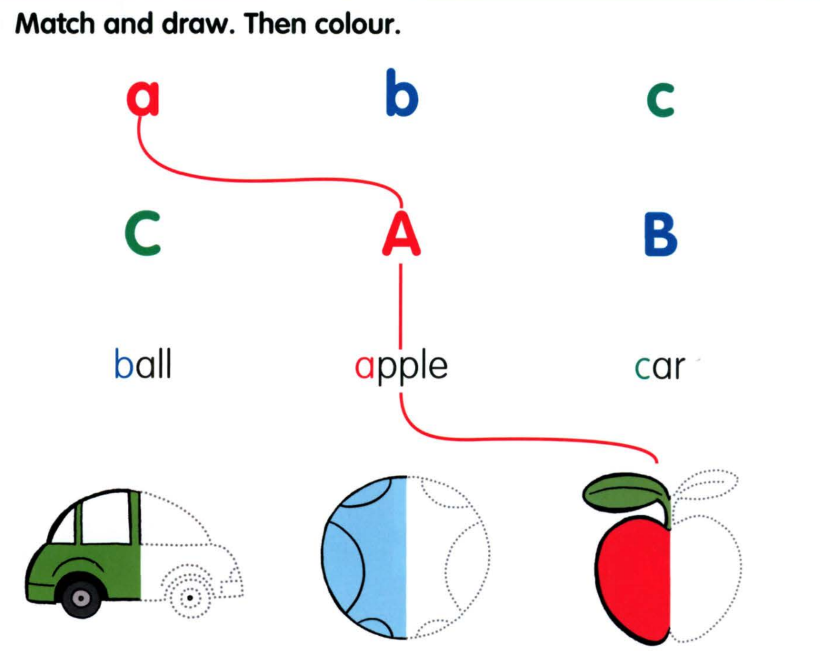 Match and draw. Then colour.
a b c
C A B
ball apple car